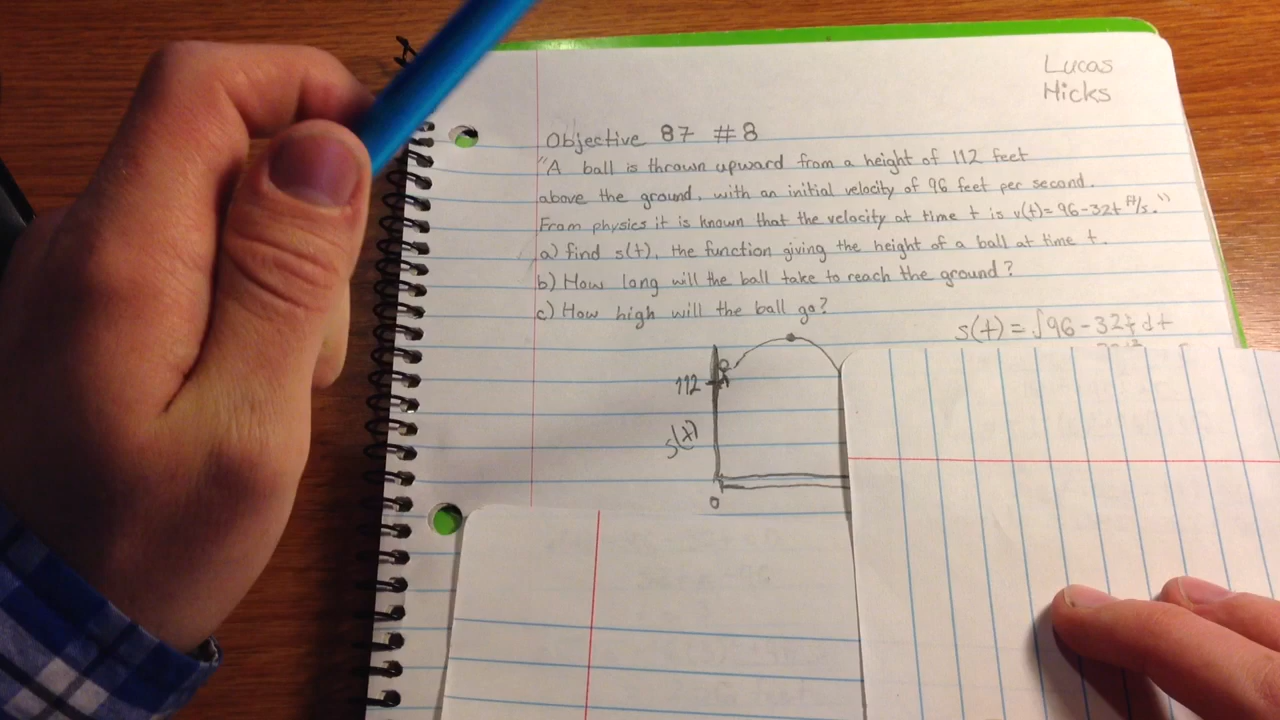 Lucas
Hicks
Objective 87 #8
"A ball is thrown upward from a height of 112 feet
above the ground, with an initial velocity of 96 feet per second.
From physics it is known that the velocity at time t is v(t)=96-32t ft/s."
a) find s(t), the function giving the height of a ball at time t.
b) How long will the ball take to reach the ground?
c) How high will the ball go?
s(t) = ∫96-32t dt
112
s(t)
0